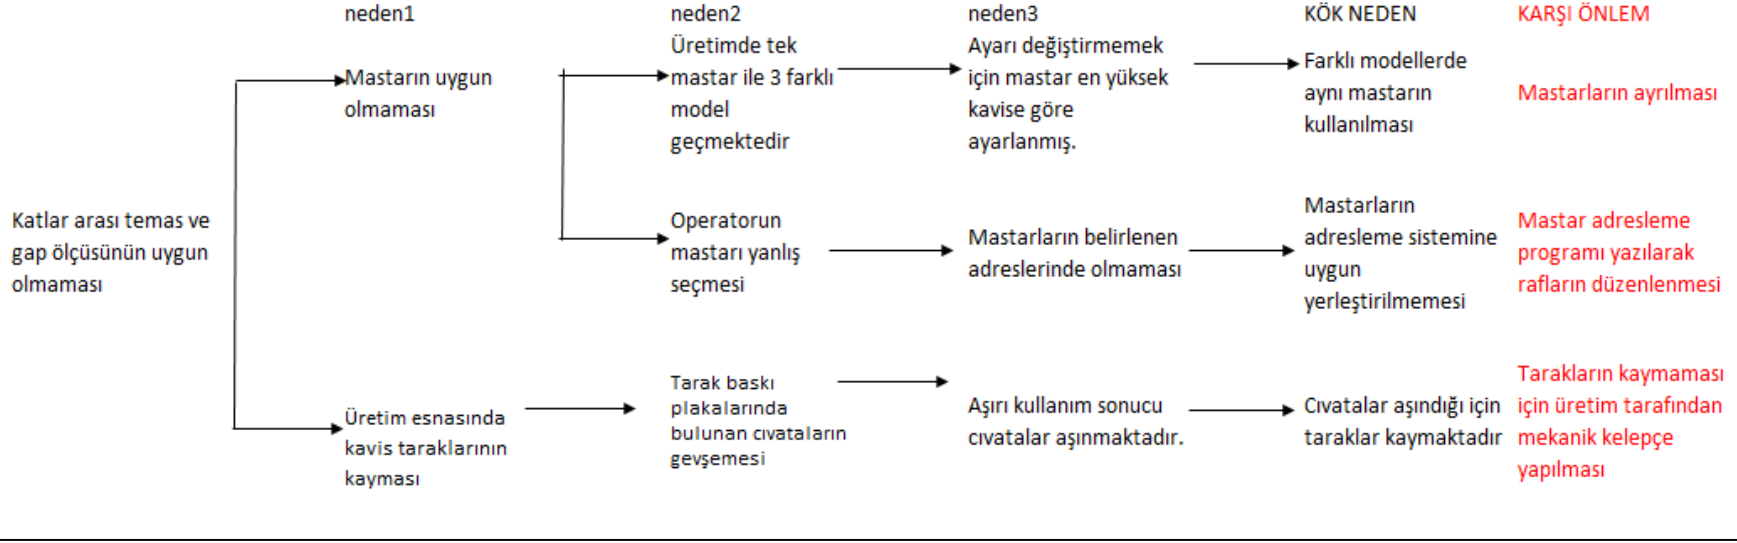 neden1
neden2
neden3
KÖK NEDEN
KARŞI ÖNLEM
Katlar arası temas ve
gap ölçüsünün uygun
olmaması
Mastarın uygun
olmaması
Üretimde tek
mastar ile 3 farklı
model
geçmektedir
Ayarı değiştirmemek
için mastar en yüksek
kavise göre
ayarlanmış.
Farklı modellerde
aynı mastarın
kullanılması
Mastarların ayrılması
Operatorun
mastarı yanlış
seçmesi
Mastarların belirlenen
adreslerinde olmaması
Mastarların
adresleme sistemine
uygun
yerleştirilmemesi
Mastar adresleme
programı yazılarak
rafların düzenlenmesi
Üretim esnasında
kavis taraklarının
kayması
Tarak baskı
plakalarında
bulunan cıvataların
gevşemesi
Aşırı kullanım sonucu
cıvatalar aşınmaktadır.
Cıvatalar aşındığı için
taraklar kaymaktadır
Tarakların kaymaması
için üretim tarafından
mekanik kelepçe
yapılması